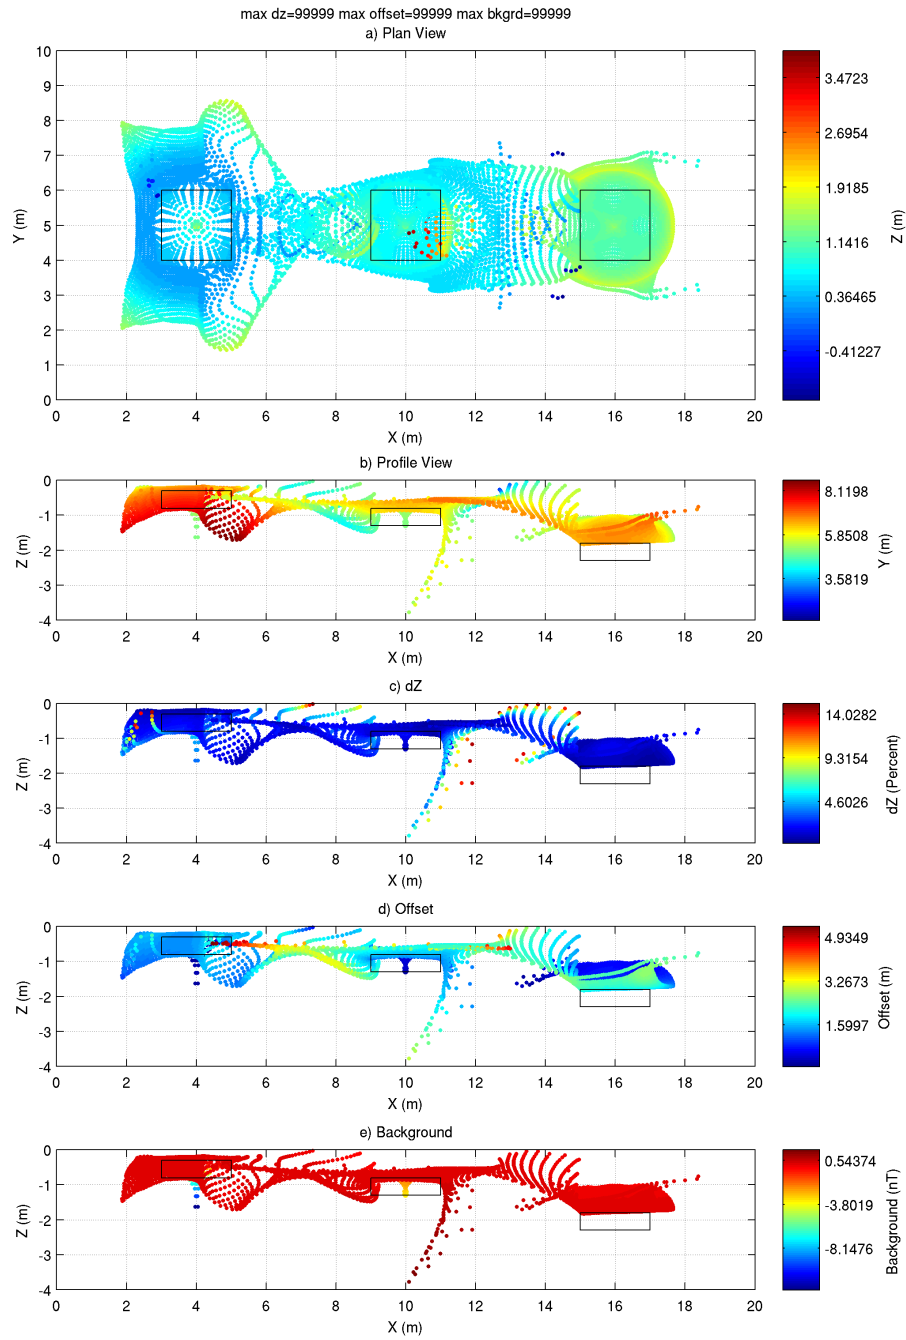 max dz=99999 max offset=99999 max bkgrd=99999
a) Plan View
10
9
8
7
6
5
4
3
2
1
0
Y (m)
0 2 4 6 8 10 12 14 16 18 20
X (m)
3.4723
2.6954
1.9185
1.1416
0.36465
-0.41227
Z (m)
b) Profile View
0
-1
-2
-3
-4
Z (m)
0 2 4 6 8 10 12 14 16 18 20
X (m)
8.1198
5.8508
3.5819
Y (m)
c) dZ
0
-1
-2
-3
-4
Z (m)
0 2 4 6 8 10 12 14 16 18 20
X (m)
14.0282
9.3154
4.6026
dZ (Percent)
d) Offset
0
-1
-2
-3
-4
Z (m)
0 2 4 6 8 10 12 14 16 18 20
X (m)
4.9349
3.2673
1.5997
Offset (m)
e) Background
0
-1
-2
-3
-4
Z (m)
0 2 4 6 8 10 12 14 16 18 20
X (m)
0.54374
-3.8019
-8.1476
Background (nT)